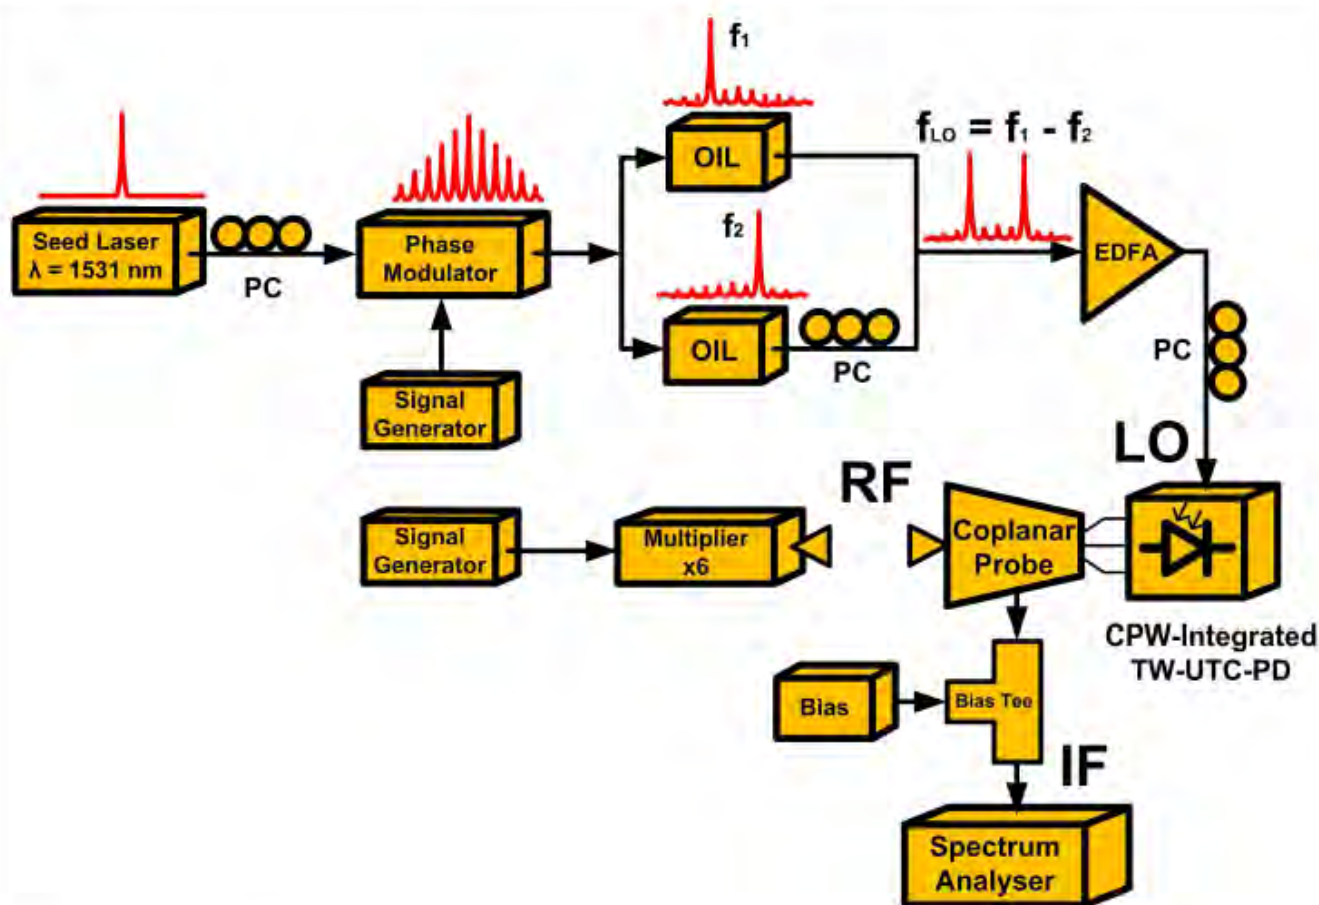 f₁
OIL
f_LO = f₁ - f₂
Seed Laser
λ = 1531 nm
PC
Phase
Modulator
f₂
OIL
PC
EDFA
PC
Signal
Generator
LO
RF
Signal
Generator
Multiplier
x6
Coplanar
Probe
CPW-Integrated
TW-UTC-PD
Bias
Bias Tee
IF
Spectrum
Analyser